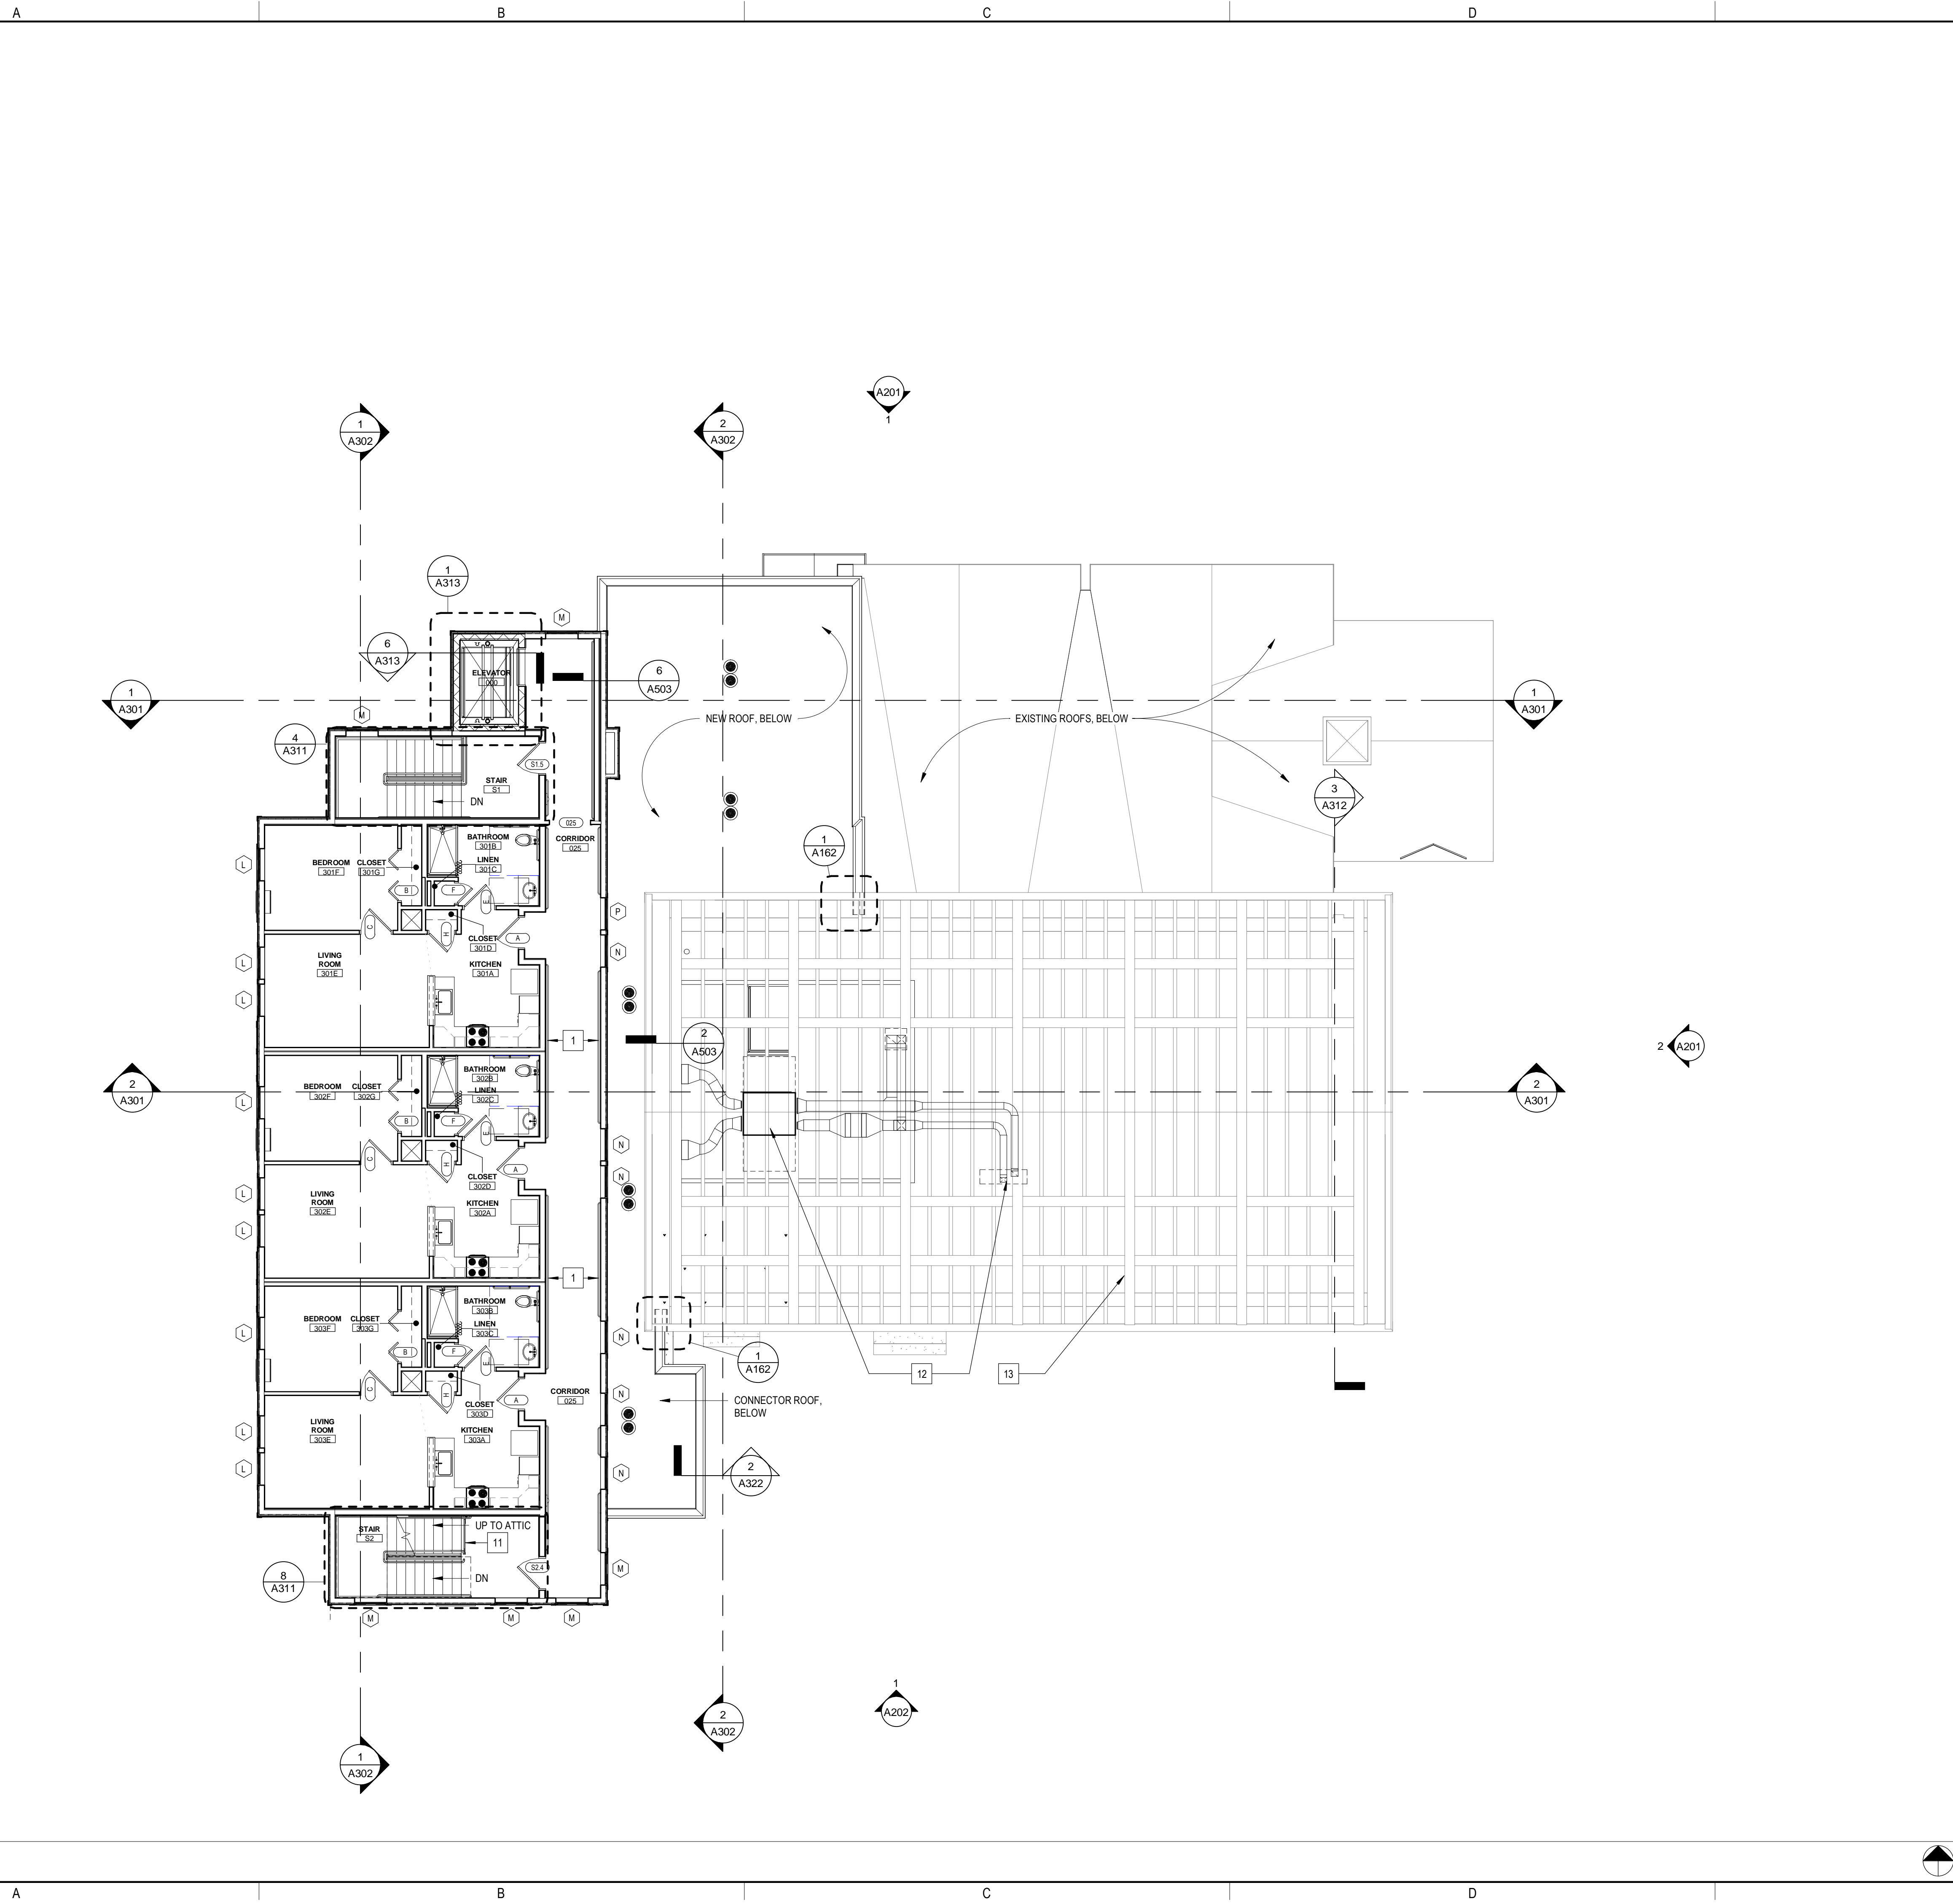 A
B
C
D
A201
1
1
A302
2
A302
1
A313
M
6
A313
ELEVATOR
000
6
A503
1
A301
1
A301
M
NEW ROOF, BELOW
EXISTING ROOFS, BELOW
4
A311
S1.5
STAIR
S1
DN
3
A312
025
BATHROOM
301B
CORRIDOR
025
1
A162
LINEN
301C
BEDROOM
301F
CLOSET
301G
L
B
F
E
P
C
H
CLOSET
301D
A
N
LIVING
ROOM
301E
KITCHEN
301A
L
L
1
2
A503
2
A201
BATHROOM
302B
BEDROOM
302F
CLOSET
302G
LINEN
302C
2
A301
2
A301
L
B
F
E
N
C
H
A
N
CLOSET
302D
LIVING
ROOM
302E
KITCHEN
302A
L
L
1
BATHROOM
303B
BEDROOM
303F
CLOSET
303G
LINEN
303C
L
N
B
F
E
1
A162
12
13
C
H
CORRIDOR
025
N
A
CLOSET
303D
CONNECTOR ROOF,
BELOW
LIVING
ROOM
303E
KITCHEN
303A
L
L
N
2
A322
STAIR
S2
UP TO ATTIC
11
S2.4
M
DN
8
A311
M
M
M
1
A202
2
A302
1
A302
A
B
C
D